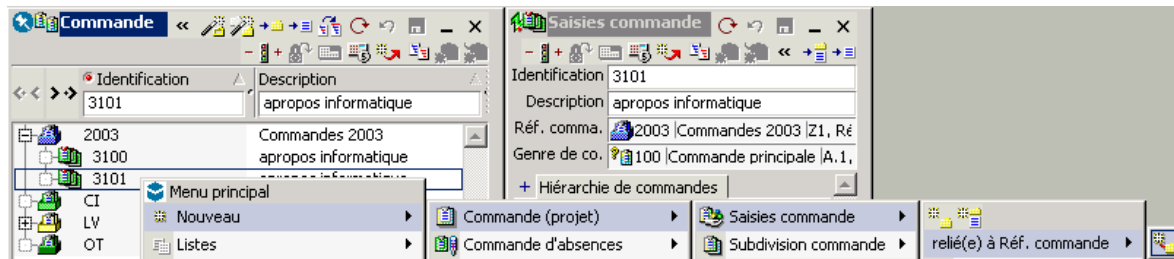 Commande
Identification Description
3101 apropos informatique
2003 Commandes 2003
3100 apropos informatique
3101
CI
LV
OT
Menu principal
Nouveau
Listes
Commande (projet)
Commande d'absences
Saisies commande
Subdivision commande
relié(e) à Réf. commande
Saisies commande
Identification 3101
Description apropos informatique
Réf. comma. 2003 |Commandes 2003 |Z1, Ré
Genre de co. 100 |Commande principale |A.1,
+ Hiérarchie de commandes